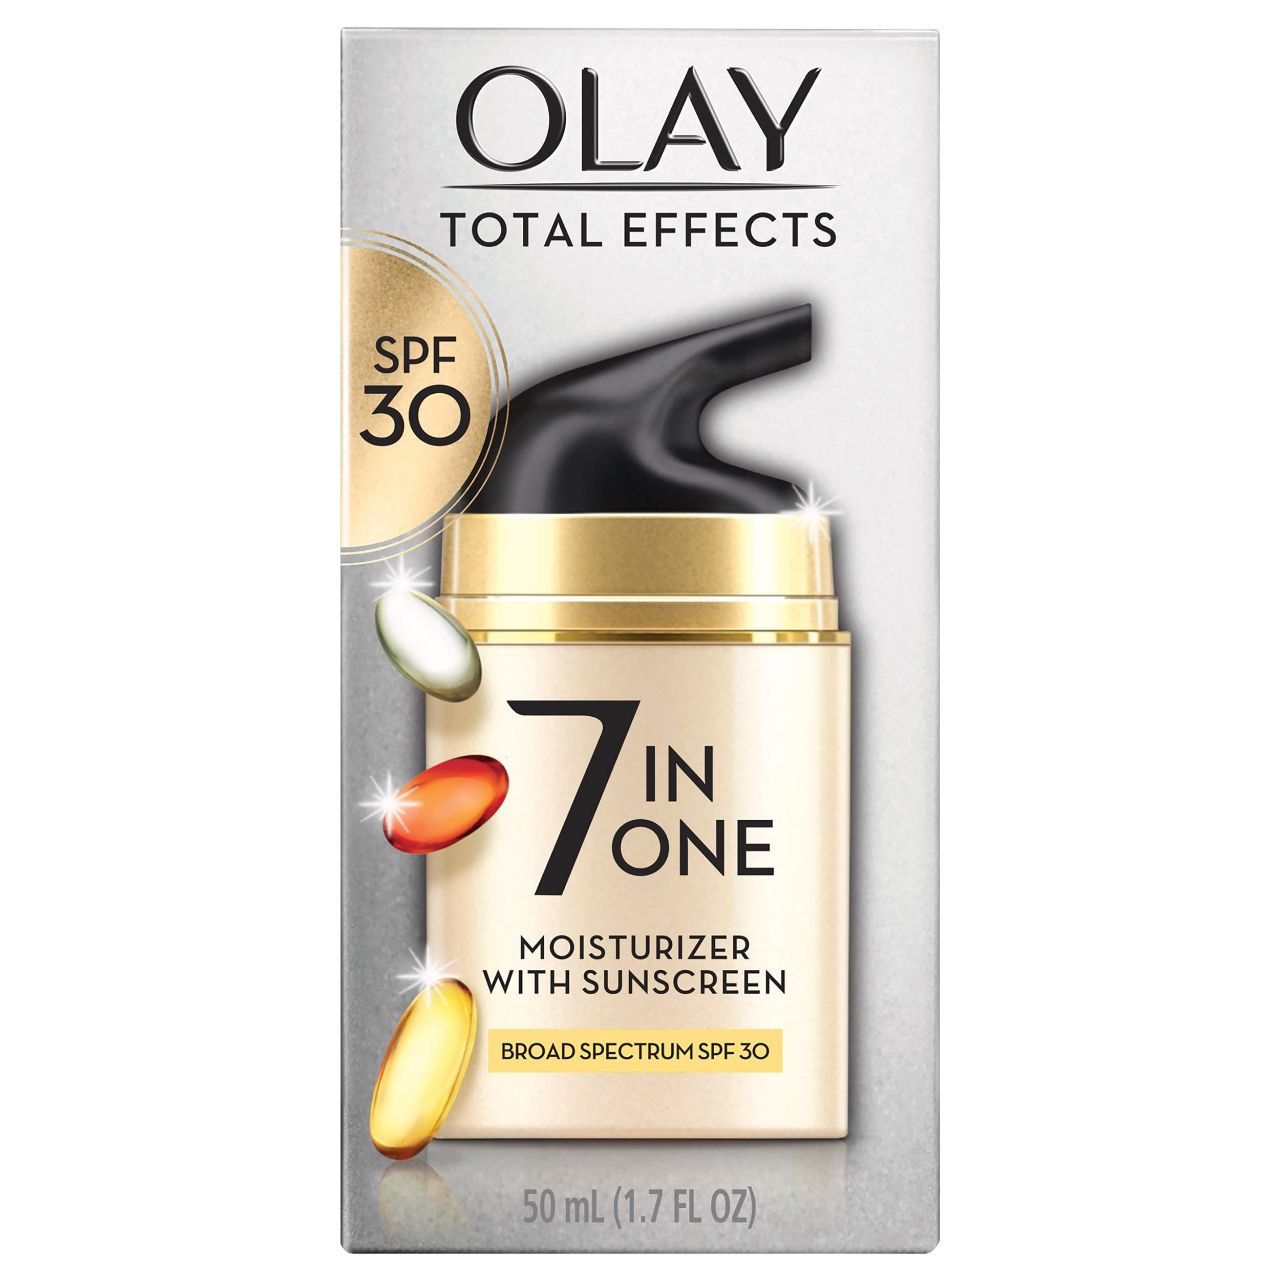 OLAY
TOTAL EFFECTS
SPF
30
7 IN
ONE
MOISTURIZER
WITH SUNSCREEN
BROAD SPECTRUM SPF 30
50 mL (1.7 FL OZ)